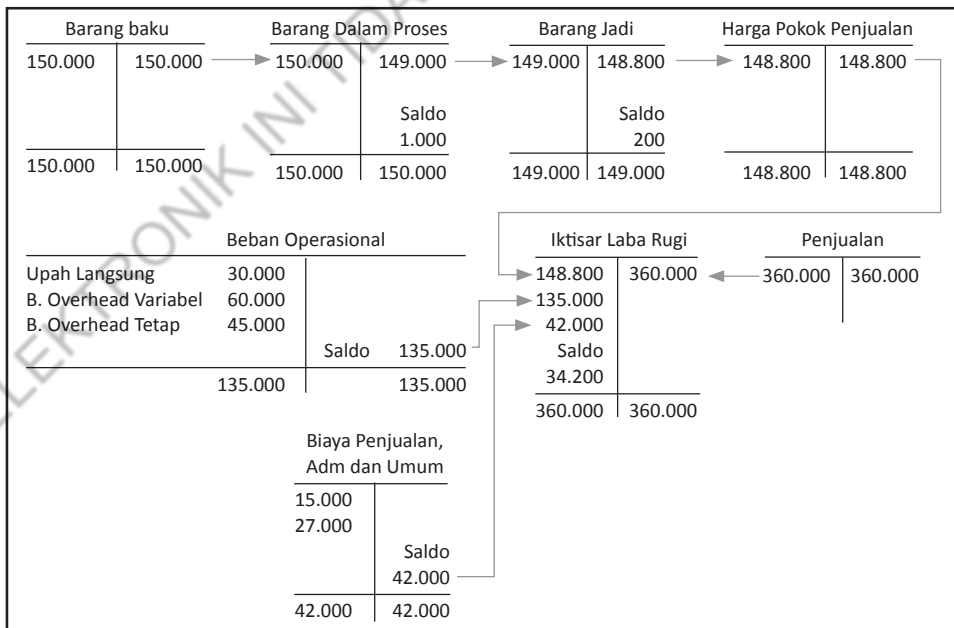 Barang baku
150.000 150.000
150.000 150.000
Barang Dalam Proses
150.000 149.000
Saldo
1.000
150.000 150.000
Barang Jadi
149.000 148.800
Saldo
200
149.000 149.000
Harga Pokok Penjualan
148.800 148.800
148.800 148.800
Beban Operasional
Upah Langsung 30.000
B. Overhead Variabel 60.000
B. Overhead Tetap 45.000
Saldo 135.000
135.000 135.000
Iktisar Laba Rugi
148.800 360.000
135.000
42.000
Saldo
34.200
360.000 360.000
Penjualan
360.000 360.000
Biaya Penjualan,
Adm dan Umum
15.000
27.000
Saldo
42.000
42.000 42.000
ELEKTRONIK INI TIDA